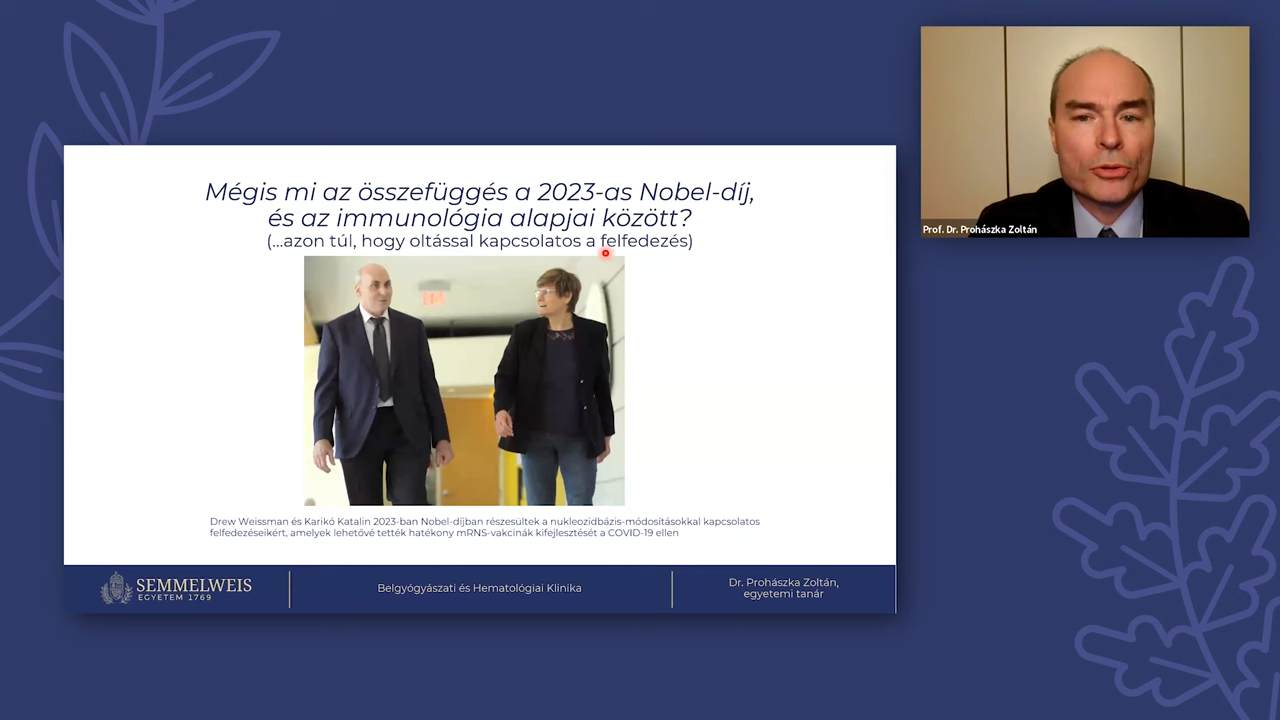 Mégis mi az összefüggés a 2023-as Nobel-díj,
és az immunológia alapjai között?
(...azon túl, hogy oltással kapcsolatos a felfedezés)
Drew Weissman és Karikó Katalin 2023-ban Nobel-díjban részesültek a nukleozidbázis-módosításokkal kapcsolatos
felfedezéseikért, amelyek lehetővé tették hatékony mRNS-vakcinák kifejlesztését a COVID-19 ellen
SEMMELWEIS
EGYETEM 1769
Belgyógyászati és Hematológiai Klinika
Dr. Prohászka Zoltán,
egyetemi tanár
Prof. Dr. Prohászka Zoltán